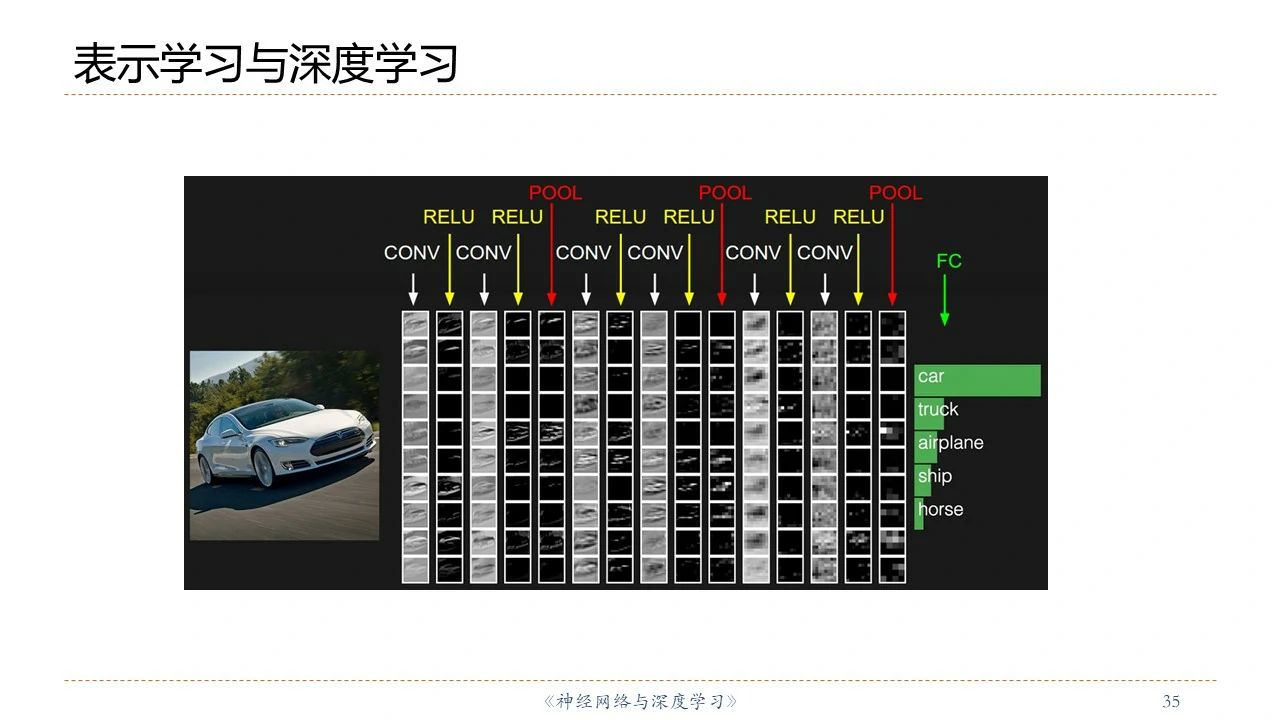 表示学习与深度学习
POOL POOL POOL
RELU RELU RELU RELU RELU RELU
CONV CONV CONV CONV CONV CONV
FC
car
truck
airplane
ship
horse
《神经网络与深度学习》
35